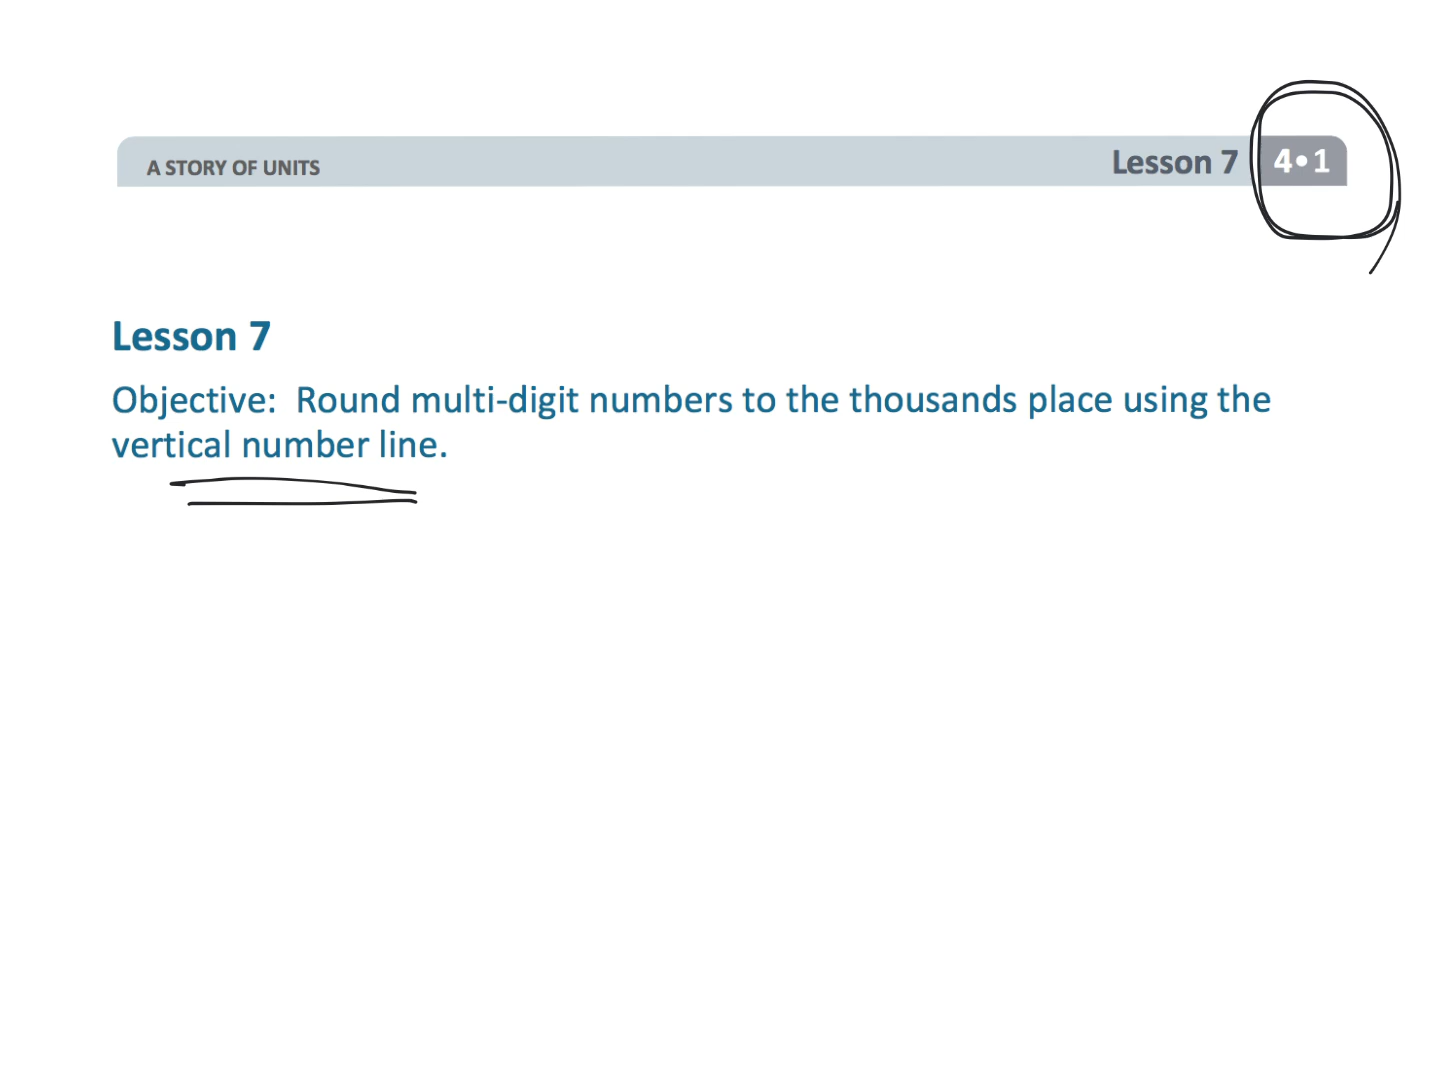 A STORY OF UNITS
Lesson 7 4•1
Lesson 7
Objective: Round multi-digit numbers to the thousands place using the
vertical number line.